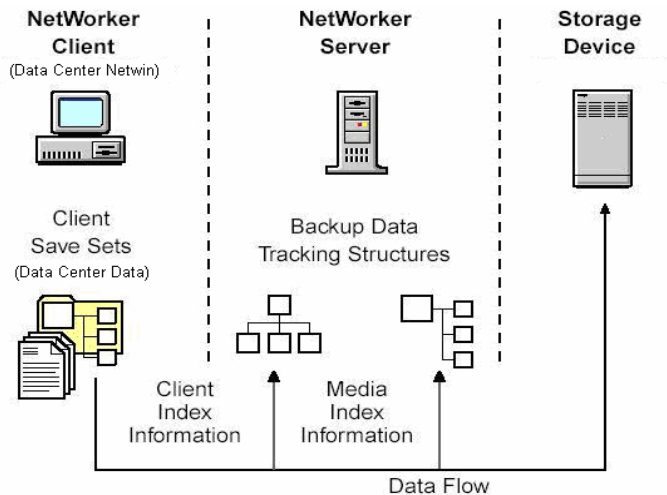 NetWorker
Client
(Data Center Netwin)
NetWorker
Server
Storage
Device
Client
Save Sets
(Data Center Data)
Backup Data
Tracking Structures
Client
Index
Information
Media
Index
Information
Data Flow